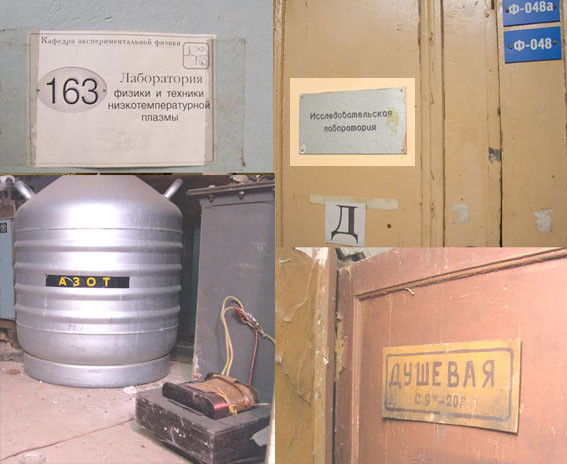 Кафедра экспериментальной физики
163
Лаборатория
физики и техники
низкотемпературной
плазмы
Ф-048а
Ф-048
Исследовательская
лаборатория
Д
АЗОТ
ДУШЕВАЯ